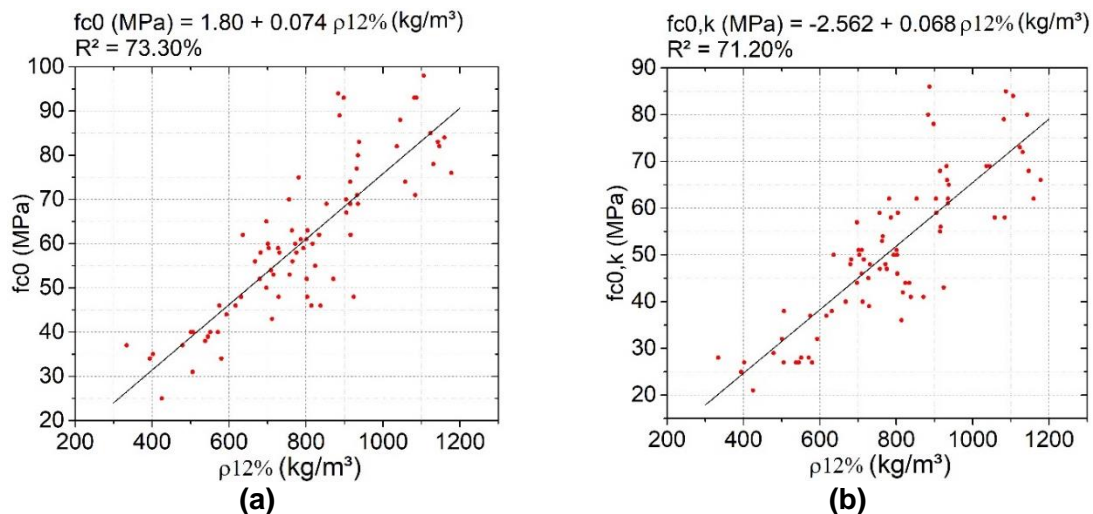 fc0 (MPa) = 1.80 + 0.074 ρ12% (kg/m³)
R² = 73.30%
100
90
80
70
60
50
40
30
20
fc0 (MPa)
200 400 600 800 1000 1200
ρ12% (kg/m³)
(a)
fc0,k (MPa) = -2.562 + 0.068 ρ12% (kg/m³)
R² = 71.20%
90
80
70
60
50
40
30
20
fc0,k (MPa)
200 400 600 800 1000 1200
ρ12% (kg/m³)
(b)